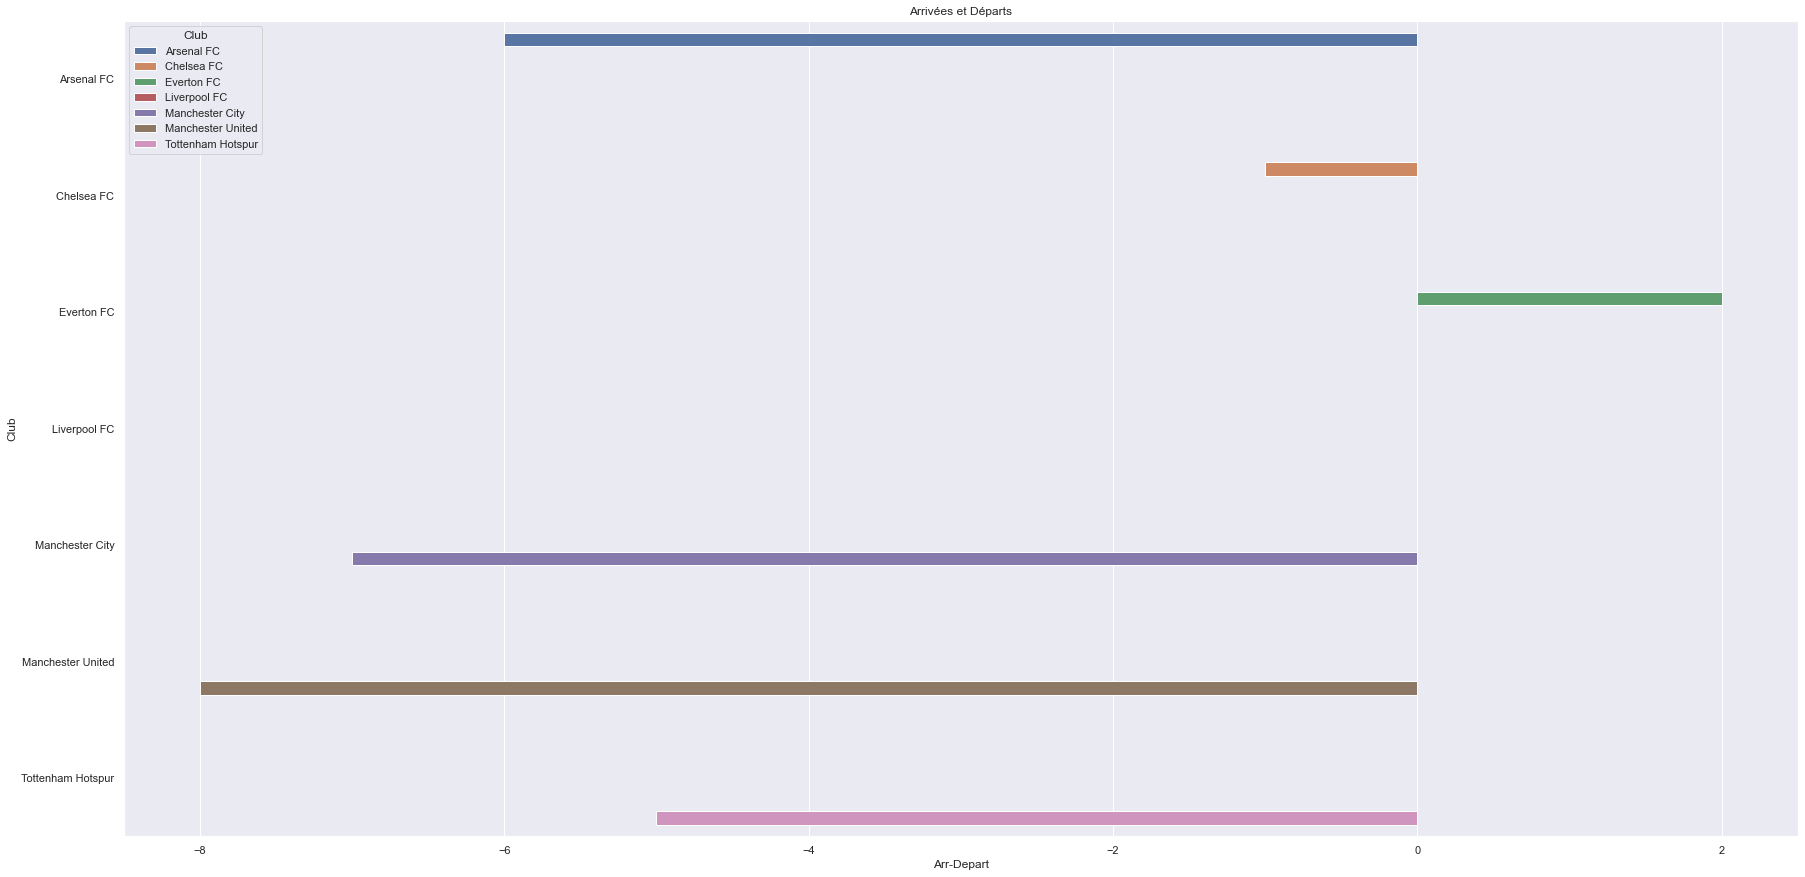 Arrivées et Départs
Club
Arsenal FC
Chelsea FC
Everton FC
Liverpool FC
Manchester City
Manchester United
Tottenham Hotspur
Club
Arsenal FC
Chelsea FC
Everton FC
Liverpool FC
Manchester City
Manchester United
Tottenham Hotspur
−8 −6 −4 −2 0 2
Arr-Depart